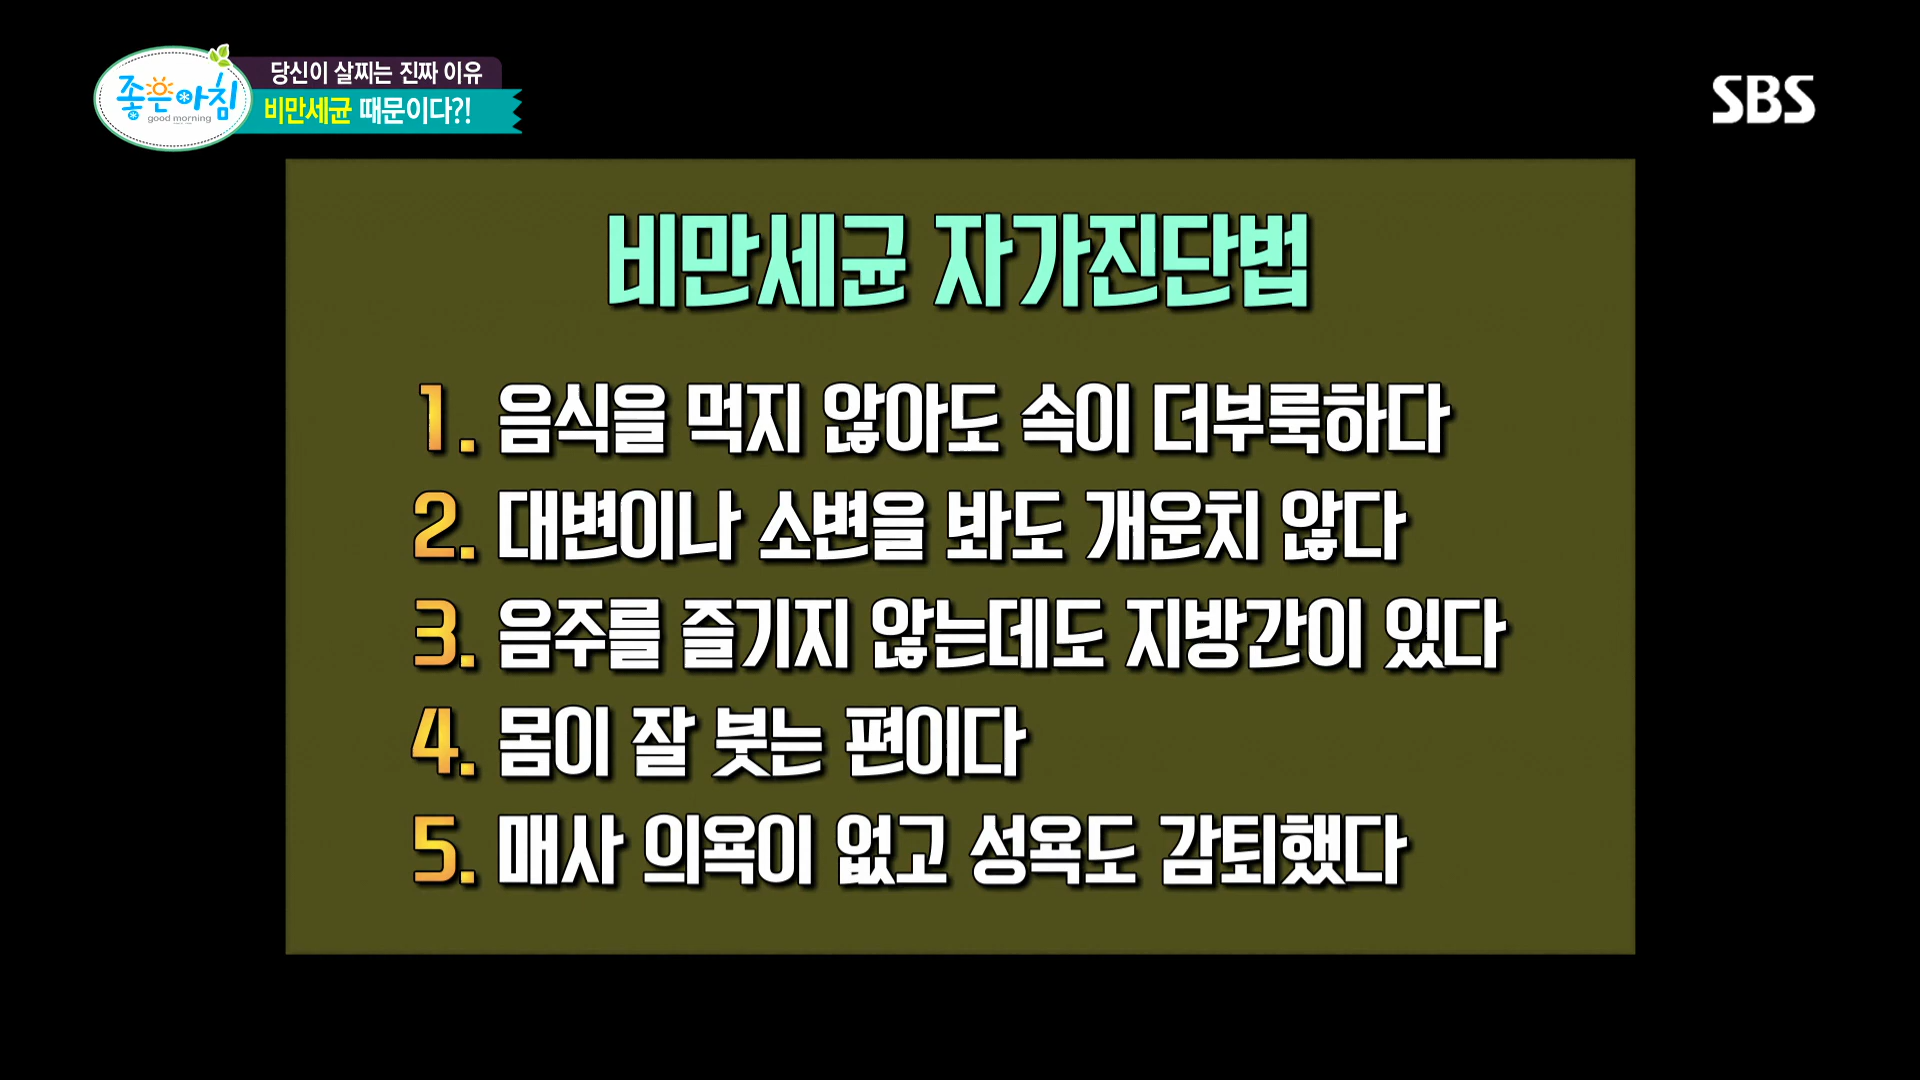 당신이 살찌는 진짜 이유
좋은아침
good morning
비만세균 때문이다?!
SBS
비만세균 자가진단법
1. 음식을 먹지 않아도 속이 더부룩하다
2. 대변이나 소변을 봐도 개운치 않다
3. 음주를 즐기지 않는데도 지방간이 있다
4. 몸이 잘 붓는 편이다
5. 매사 의욕이 없고 성욕도 감퇴했다